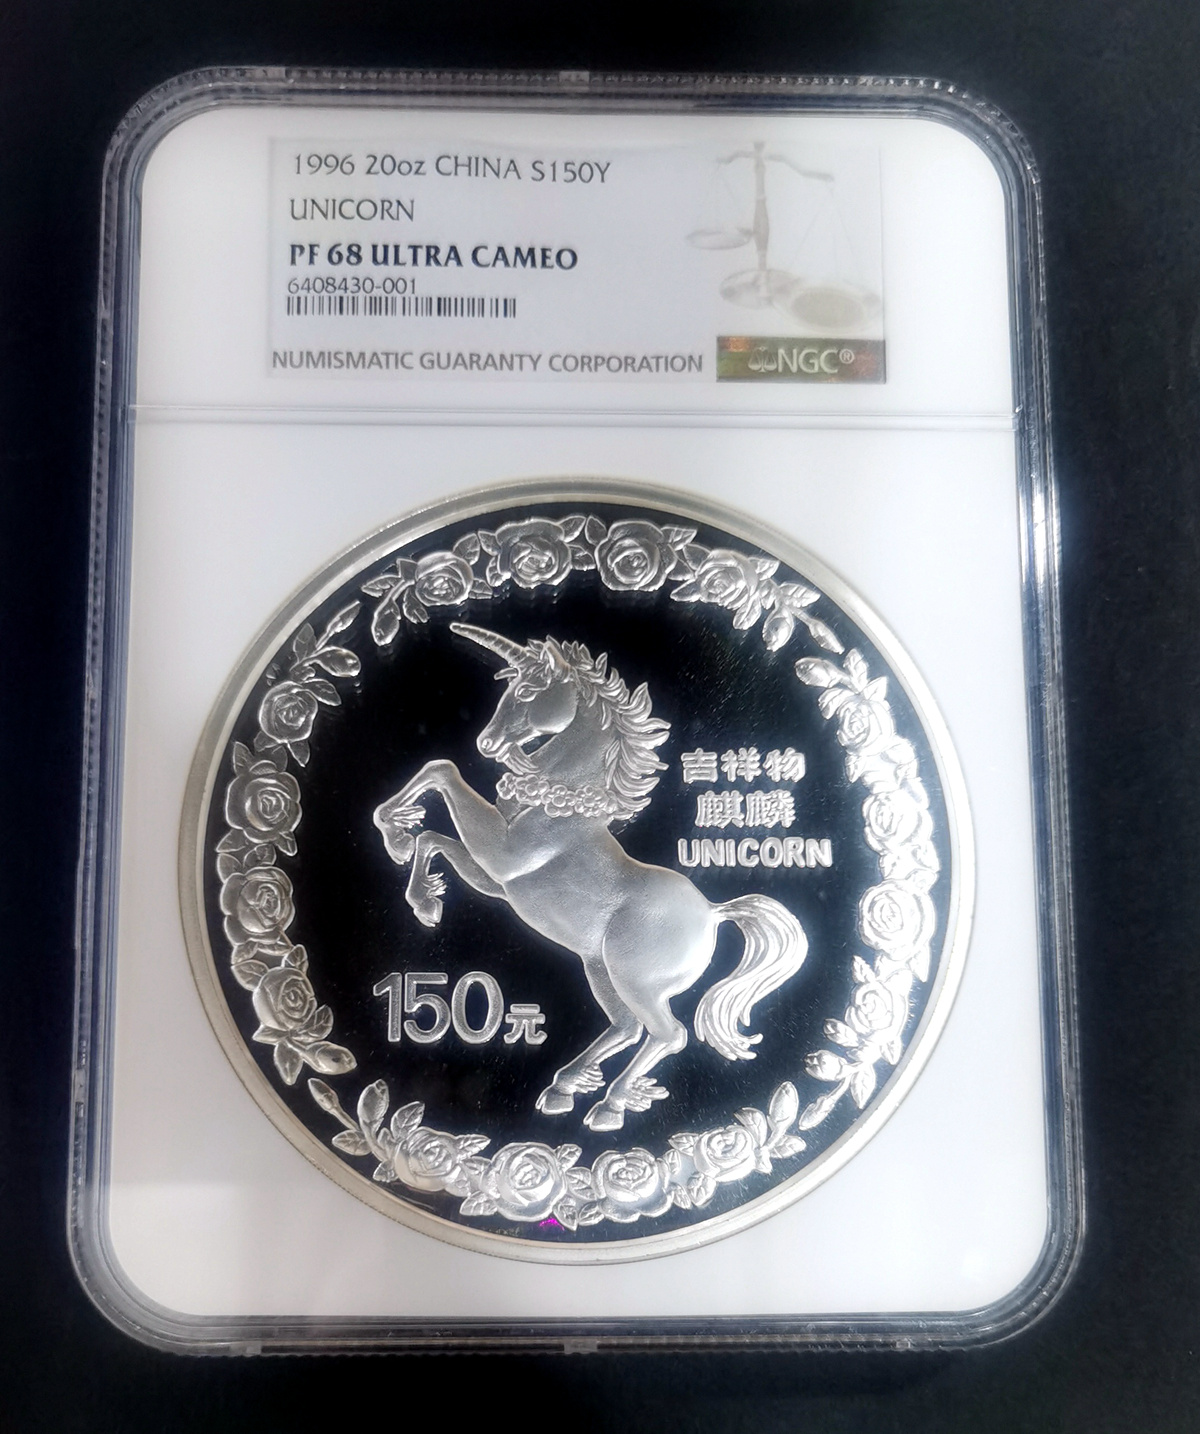 1996 20oz CHINA S150Y
UNICORN
PF 68 ULTRA CAMEO
6408430-001
NUMISMATIC GUARANTY CORPORATION
NGC®
吉祥物
麒麟
UNICORN
150元